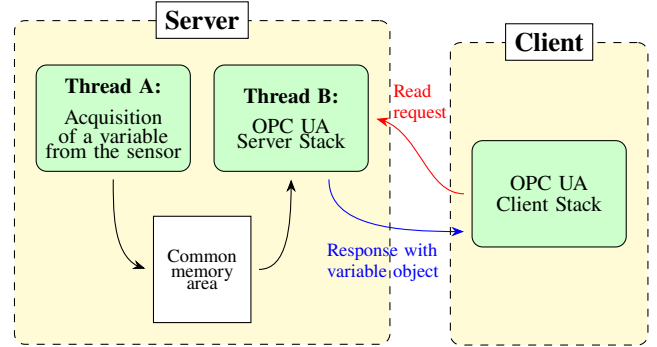 Server
Client
Thread A:
Acquisition
of a variable
from the sensor
Thread B:
OPC UA
Server Stack
Read
request
OPC UA
Client Stack
Common
memory
area
Response with
variable object